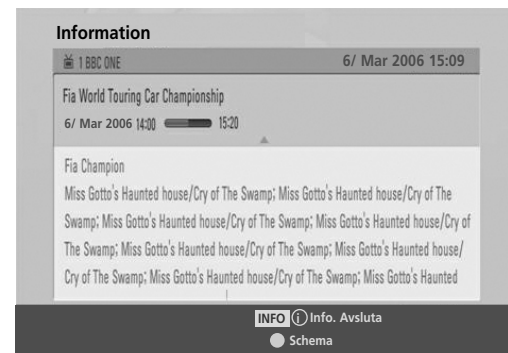 Information
1 BBC ONE 6/ Mar 2006 15:09
Fia World Touring Car Championship
6/ Mar 2006 14:00 15:20
Fia Champion
Miss Gotto's Haunted house/Cry of The Swamp; Miss Gotto's Haunted house/Cry of The
Swamp; Miss Gotto's Haunted house/Cry of The Swamp; Miss Gotto's Haunted house/Cry of
The Swamp; Miss Gotto's Haunted house/Cry of The Swamp; Miss Gotto's Haunted house/
Cry of The Swamp; Miss Gotto's Haunted house/Cry of The Swamp; Miss Gotto's Haunted
INFO i Info. Avsluta
Schema